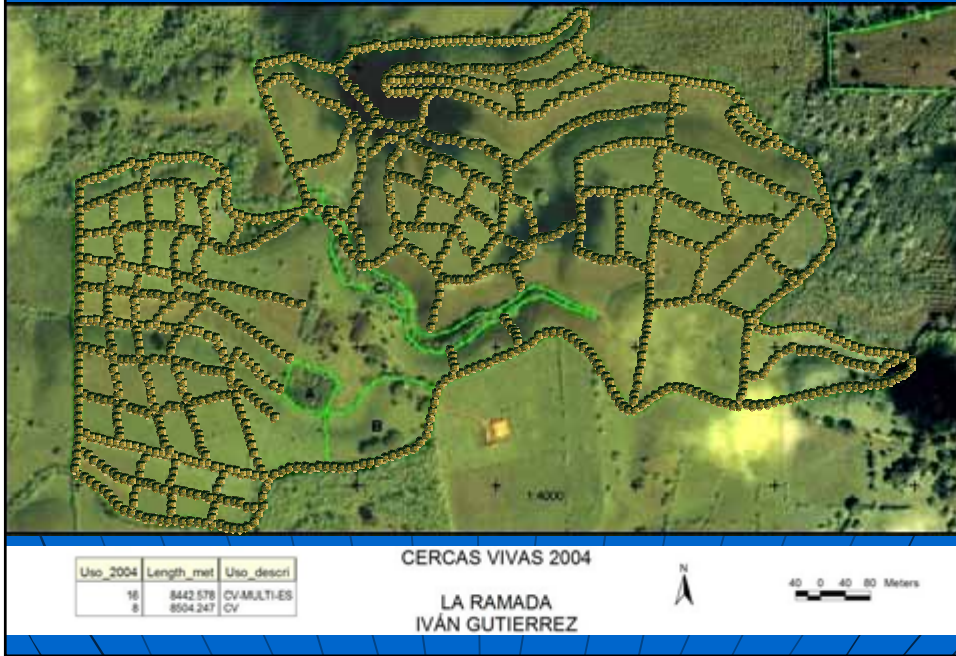 C
A
B
1:4000
Uso_2004 Length_met Uso_descri
16 8442.578 CV-MULTI-ES
8 8504.247 CV
CERCAS VIVAS 2004
LA RAMADA
IVÁN GUTIERREZ
N
40 0 40 80 Meters